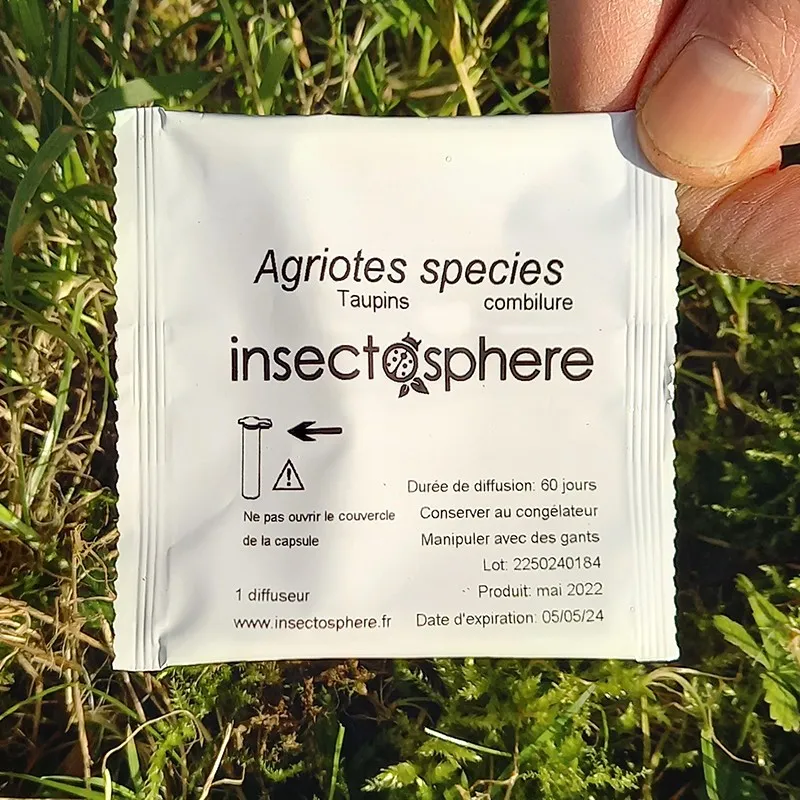 Agriotes species
Taupins combilure
insectosphere
Ne pas ouvrir le couvercle
de la capsule
Durée de diffusion: 60 jours
Conserver au congélateur
Manipuler avec des gants
Lot: 2250240184
Produit: mai 2022
Date d'expiration: 05/05/24
1 diffuseur
www.insectosphere.fr